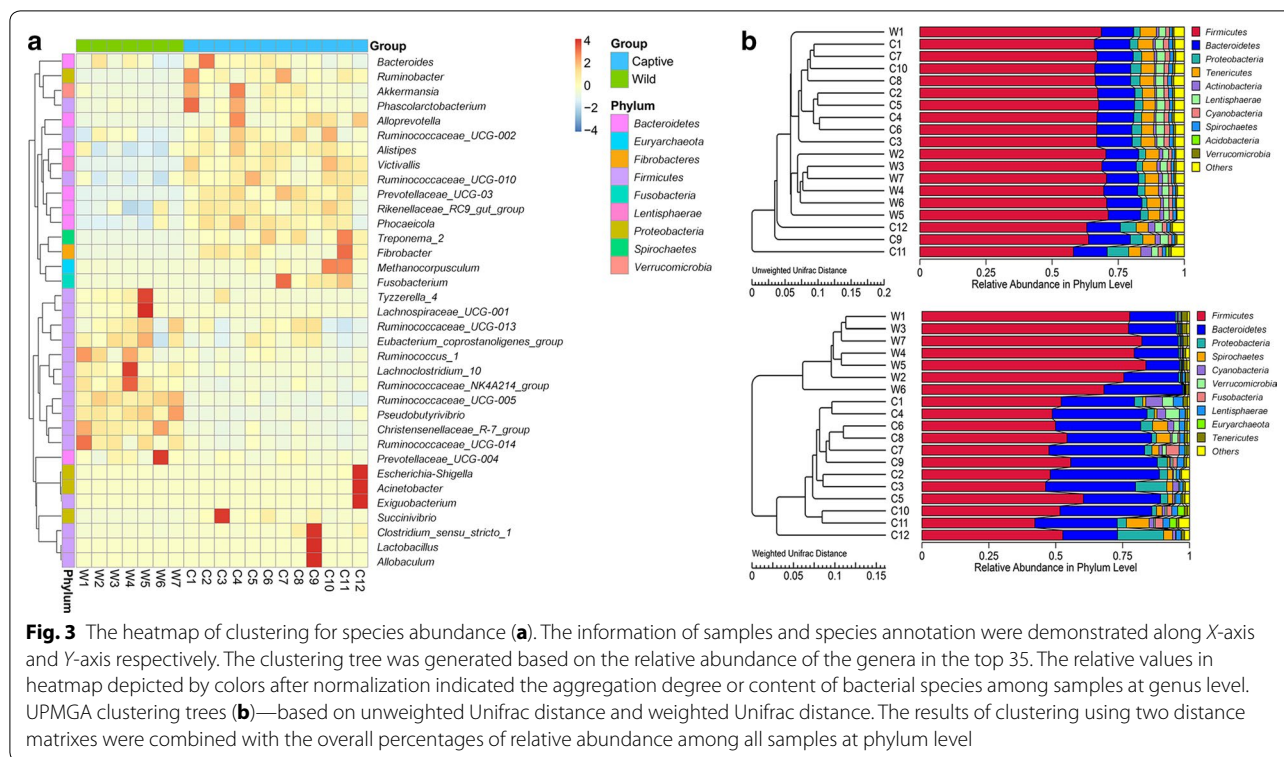 a
Group
Bacteroides
Ruminobacter
Akkermansia
Phascolarctobacterium
Alloprevotella
Ruminococcaceae_UCG-002
Alistipes
Victivallis
Ruminococcaceae_UCG-010
Prevotellaceae_UCG-03
Rikenellaceae_RC9_gut_group
Phocaeicola
Treponema_2
Fibrobacter
Methanocorpusculum
Fusobacterium
Tyzzerella_4
Lachnospiraceae_UCG-001
Ruminococcaceae_UCG-013
Eubacterium_coprostanoligenes_group
Ruminococcus_1
Lachnoclostridium_10
Ruminococcaceae_NK4A214_group
Ruminococcaceae_UCG-005
Pseudobutyrivibrio
Christensenellaceae_R-7_group
Ruminococcaceae_UCG-014
Prevotellaceae_UCG-004
Escherichia-Shigella
Acinetobacter
Exiguobacterium
Succinivibrio
Clostridium_sensu_stricto_1
Lactobacillus
Allobaculum
Phylum
W1 W2 W3 W4 W5 W6 W7 C1 C2 C3 C4 C5 C6 C7 C8 C9 C10 C11 C12
4
2
0
−2
−4
Group
Captive
Wild
Phylum
Bacteroidetes
Euryarchaeota
Fibrobacteres
Firmicutes
Fusobacteria
Lentisphaerae
Proteobacteria
Spirochaetes
Verrucomicrobia
b
W1
C1
C7
C10
C8
C2
C5
C4
C6
C3
W2
W3
W7
W4
W6
W5
C12
C9
C11
Unweighted Unifrac Distance
0 0.05 0.1 0.15 0.2
0 0.25 0.5 0.75 1
Relative Abundance in Phylum Level
Firmicutes
Bacteroidetes
Proteobacteria
Tenericutes
Actinobacteria
Lentisphaerae
Cyanobacteria
Spirochaetes
Acidobacteria
Verrucomicrobia
Others
W1
W3
W7
W4
W5
W2
W6
C1
C4
C6
C8
C7
C9
C2
C3
C5
C10
C11
C12
Weighted Unifrac Distance
0 0.05 0.1 0.15
0 0.25 0.5 0.75 1
Relative Abundance in Phylum Level
Firmicutes
Bacteroidetes
Proteobacteria
Spirochaetes
Cyanobacteria
Verrucomicrobia
Fusobacteria
Lentisphaerae
Euryarchaeota
Tenericutes
Others
Fig. 3 The heatmap of clustering for species abundance (a). The information of samples and species annotation were demonstrated along X-axis
and Y-axis respectively. The clustering tree was generated based on the relative abundance of the genera in the top 35. The relative values in
heatmap depicted by colors after normalization indicated the aggregation degree or content of bacterial species among samples at genus level.
UPMGA clustering trees (b)—based on unweighted Unifrac distance and weighted Unifrac distance. The results of clustering using two distance
matrixes were combined with the overall percentages of relative abundance among all samples at phylum level